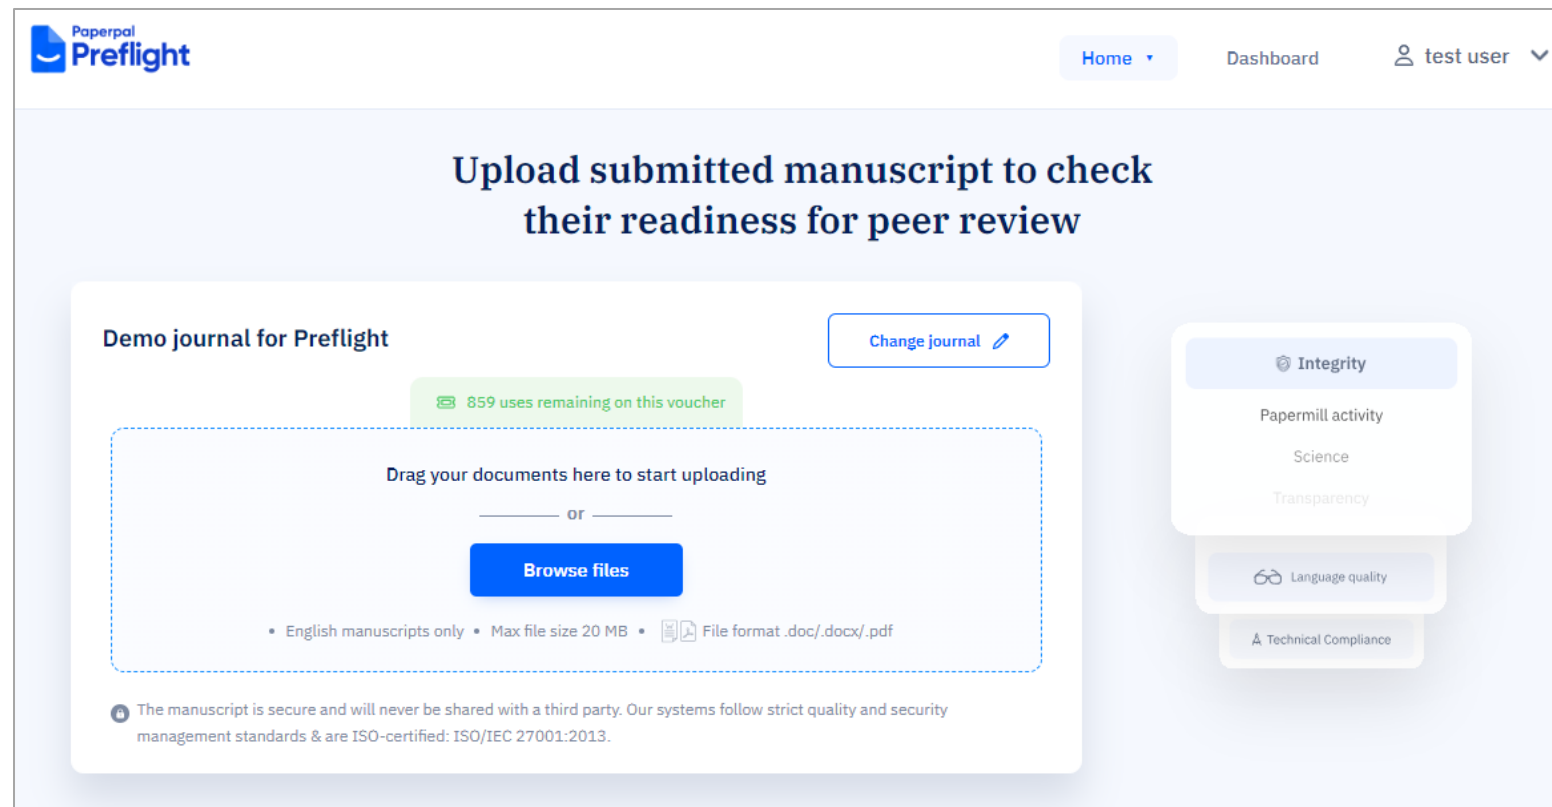 Paperpal
Preflight
Home
Dashboard
test user
Upload submitted manuscript to check
their readiness for peer review
Demo journal for Preflight
Change journal
859 uses remaining on this voucher
Drag your documents here to start uploading
or
Browse files
• English manuscripts only • Max file size 20 MB • File format .doc/.docx/.pdf
The manuscript is secure and will never be shared with a third party. Our systems follow strict quality and security
management standards & are ISO-certified: ISO/IEC 27001:2013.
Integrity
Papermill activity
Science
Transparency
Language quality
Technical Compliance